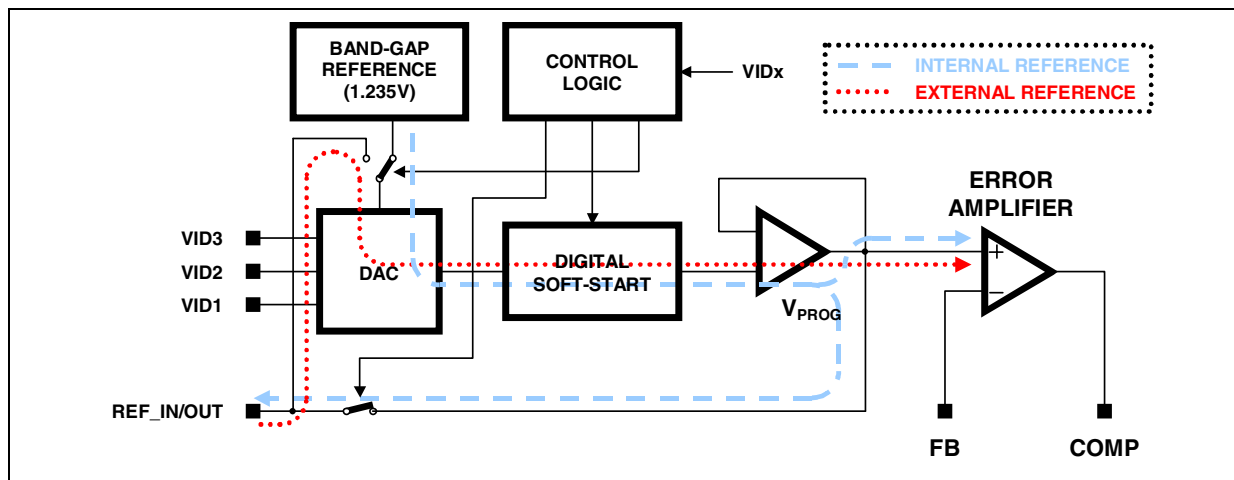 BAND-GAP
REFERENCE
(1.235V)
CONTROL
LOGIC
VIDx
INTERNAL REFERENCE
EXTERNAL REFERENCE
ERROR
AMPLIFIER
VID3
VID2
VID1
DAC
DIGITAL
SOFT-START
VPROG
+
−
REF_IN/OUT
FB
COMP